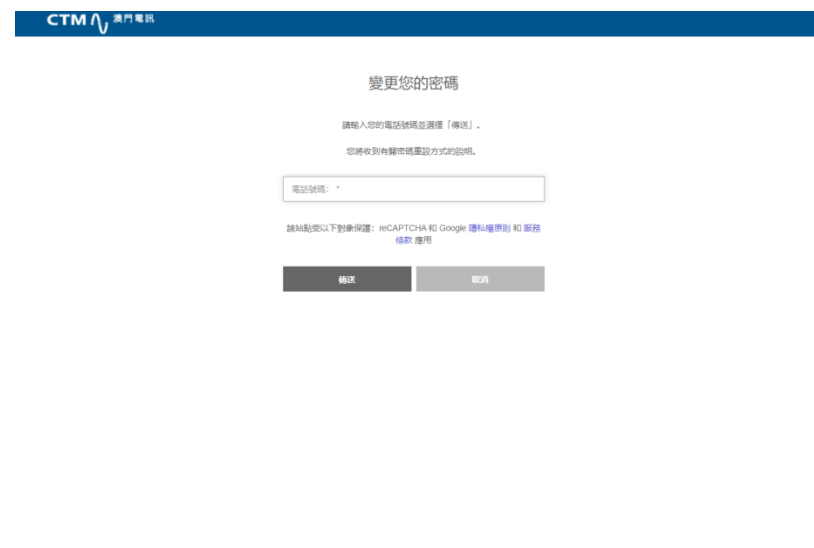 CTM 澳門電訊
變更您的密碼
請輸入您的電話號碼並選擇「傳送」。
您將收到有關密碼重設方式的說明。
電話號碼： *
該站點受以下對象保護：reCAPTCHA 和 Google 隱私權原則 和 服務
條款 應用
傳送 取消